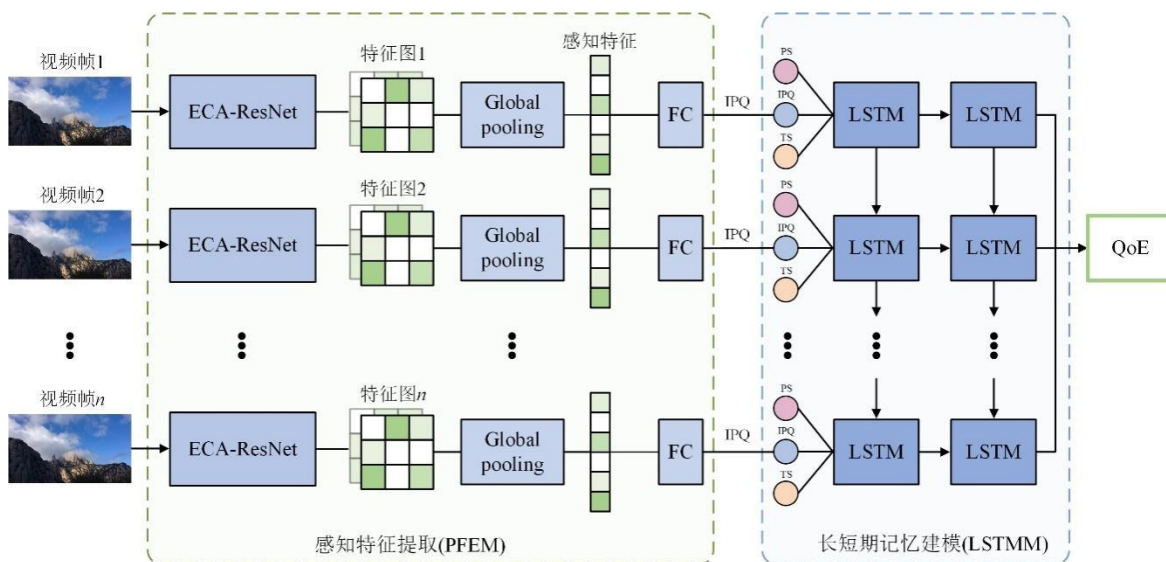 视频帧1
ECA-ResNet
特征图1
Global
pooling
感知特征
FC
IPQ
PS
IPQ
TS
LSTM
LSTM
视频帧2
ECA-ResNet
特征图2
Global
pooling
FC
IPQ
PS
IPQ
TS
LSTM
LSTM
QoE
视频帧n
ECA-ResNet
特征图n
Global
pooling
FC
IPQ
PS
IPQ
TS
LSTM
LSTM
感知特征提取(PFEM)
长短期记忆建模(LSTMM)